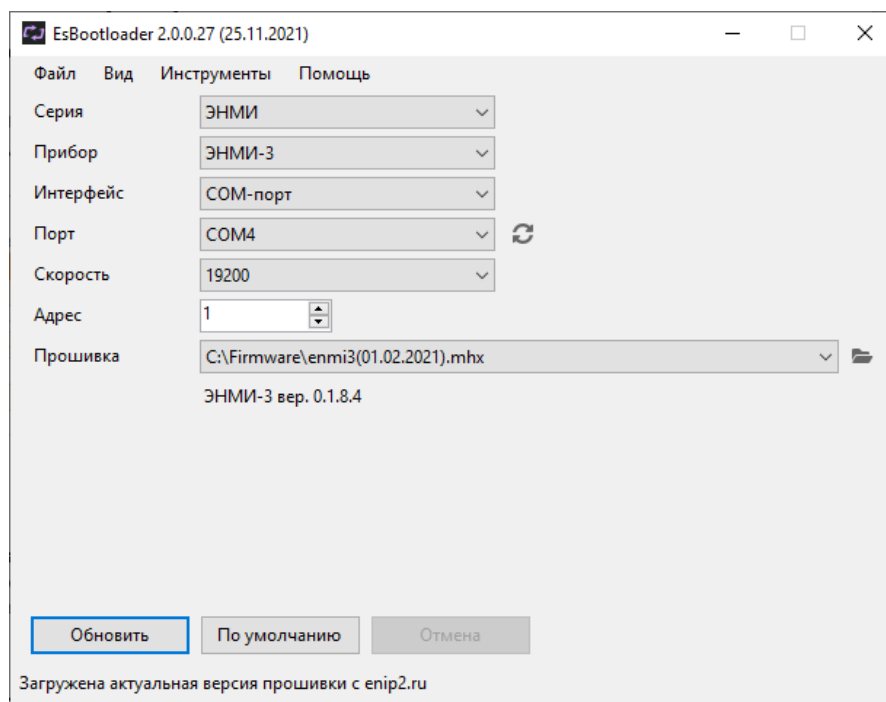 EsBootloader 2.0.0.27 (25.11.2021)
Файл Вид Инструменты Помощь
Серия ЭНМИ
Прибор ЭНМИ-3
Интерфейс COM-порт
Порт COM4
Скорость 19200
Адрес 1
Прошивка C:\Firmware\enmi3(01.02.2021).mhx
ЭНМИ-3 вер. 0.1.8.4
Обновить По умолчанию Отмена
Загружена актуальная версия прошивки с enip2.ru